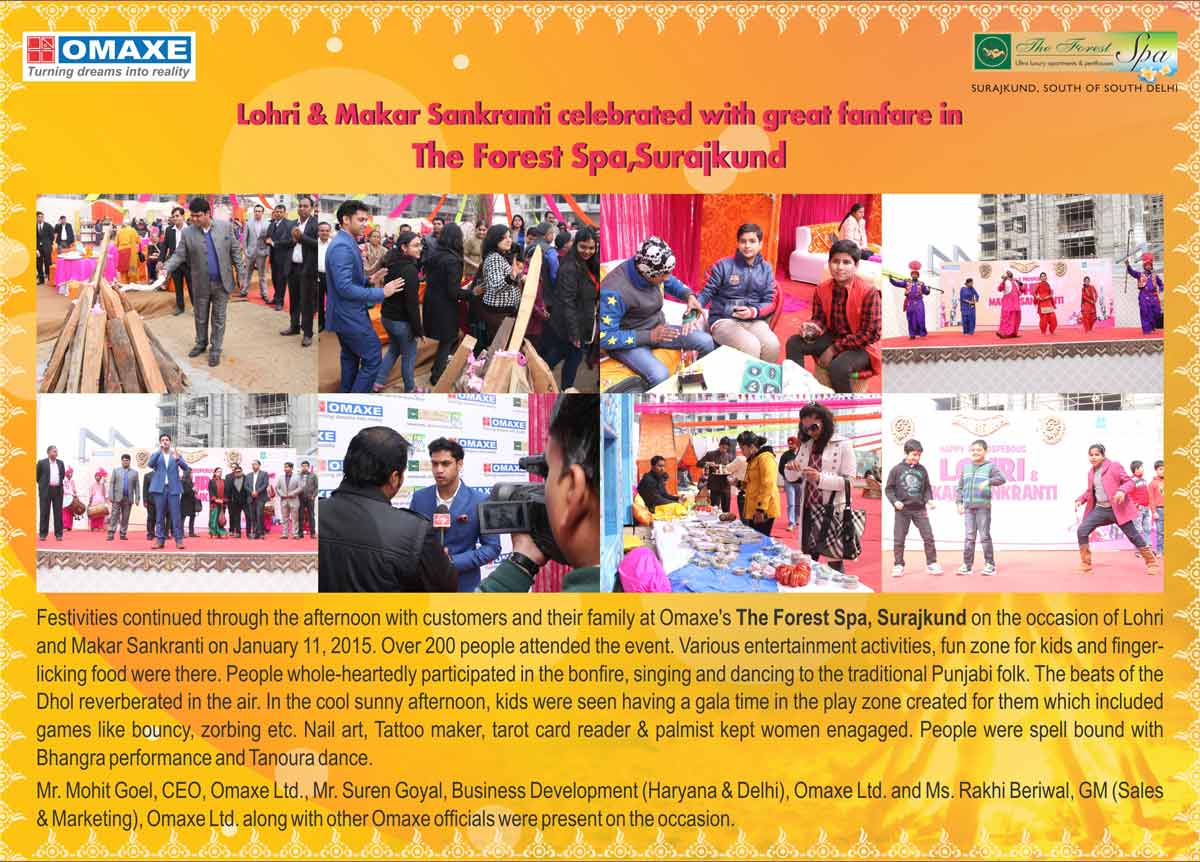 OMAXE
Turning dreams into reality
The Forest Spa
Ultra luxury apartments & penthouses
SURAJKUND, SOUTH OF SOUTH DELHI
Lohri & Makar Sankranti celebrated with great fanfare in
The Forest Spa,Surajkund
OMAXE
Turning dreams into reality
OMAXE
OMAXE
HAPPY
LOHRI &
SANKRANTI
Festivities continued through the afternoon with customers and their family at Omaxe's The Forest Spa, Surajkund on the occasion of Lohri
and Makar Sankranti on January 11, 2015. Over 200 people attended the event. Various entertainment activities, fun zone for kids and finger-
licking food were there. People whole-heartedly participated in the bonfire, singing and dancing to the traditional Punjabi folk. The beats of the
Dhol reverberated in the air. In the cool sunny afternoon, kids were seen having a gala time in the play zone created for them which included
games like bouncy, zorbing etc. Nail art, Tattoo maker, tarot card reader & palmist kept women enagaged. People were spell bound with
Bhangra performance and Tanoura dance.
Mr. Mohit Goel, CEO, Omaxe Ltd., Mr. Suren Goyal, Business Development (Haryana & Delhi), Omaxe Ltd. and Ms. Rakhi Beriwal, GM (Sales
& Marketing), Omaxe Ltd. along with other Omaxe officials were present on the occasion.